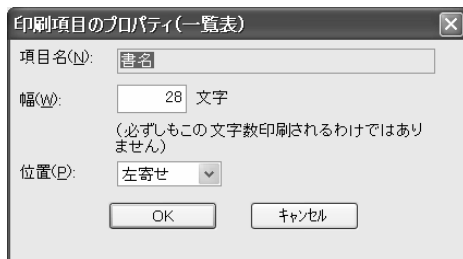 印刷項目のプロパティ(一覧表)
項目名(N): 書名
幅(W): 28 文字
(必ずしもこの文字数印刷されるわけではあり
ません)
位置(P): 左寄せ
OK キャンセル